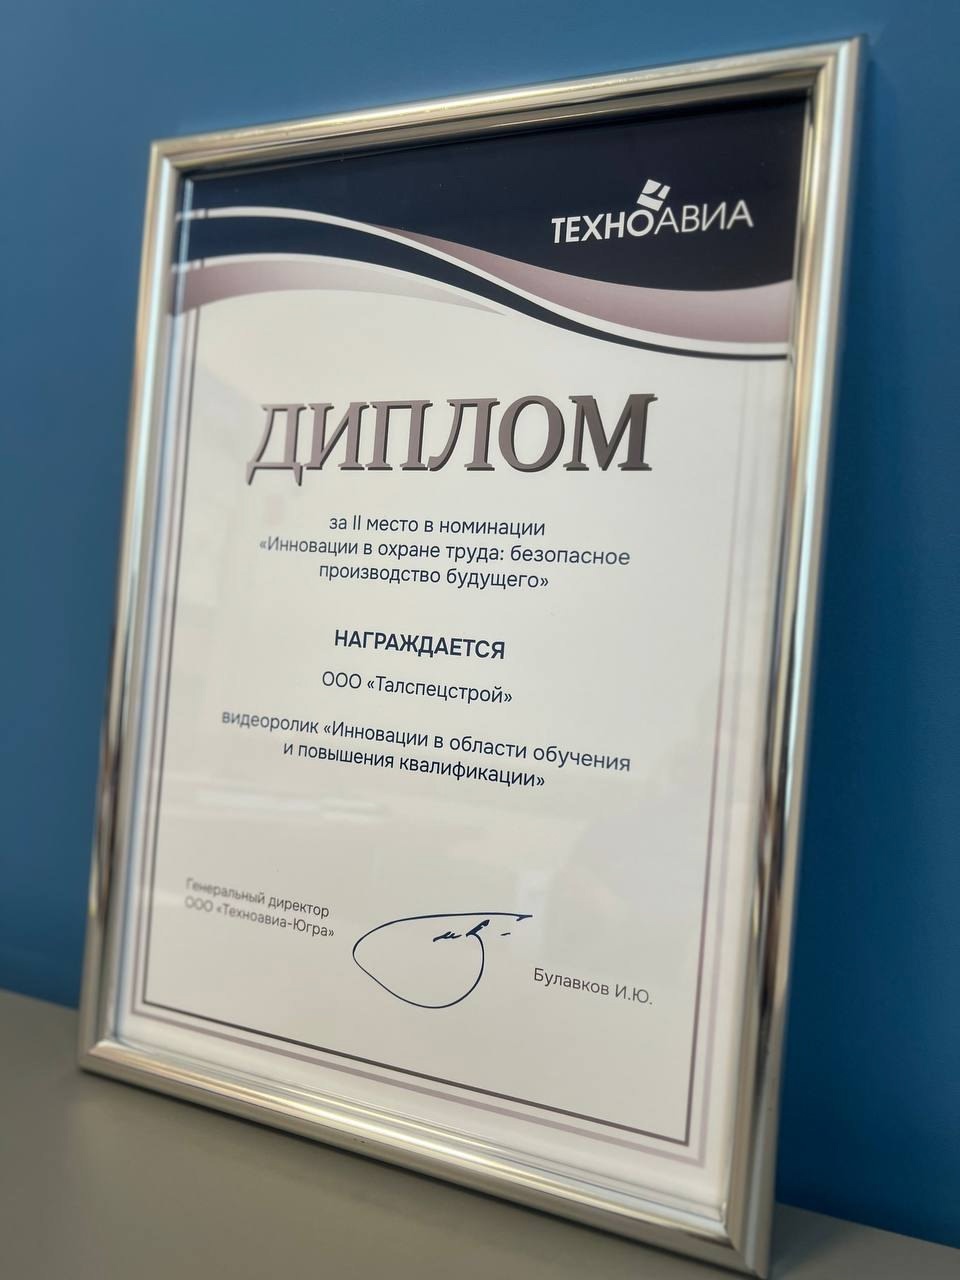 ТЕХНОАВИА
ДИПЛОМ
за II место в номинации
«Инновации в охране труда: безопасное
производство будущего»
НАГРАЖДАЕТСЯ
ООО «Талспецстрой»
видеоролик «Инновации в области обучения
и повышения квалификации»
Генеральный директор
ООО «Техноавиа-Югра»
Булавков И.Ю.